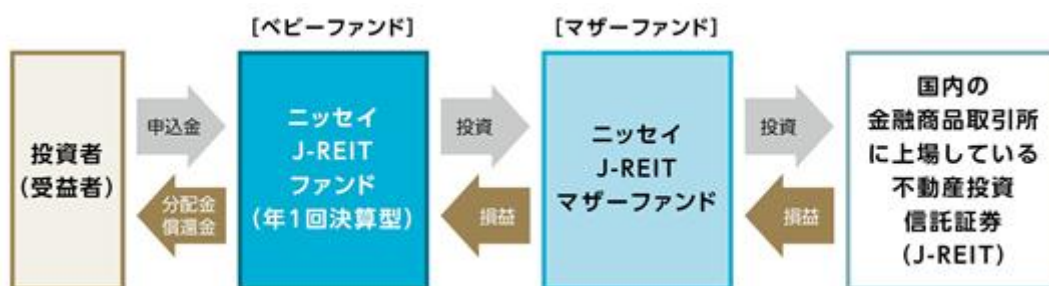 [ベビーファンド]
[マザーファンド]
投資者
(受益者)
申込金
分配金
償還金
ニッセイ
J-REIT
ファンド
(年1回決算型)
投資
損益
ニッセイ
J-REIT
マザーファンド
投資
損益
国内の
金融商品取引所
に上場している
不動産投資
信託証券
(J-REIT)